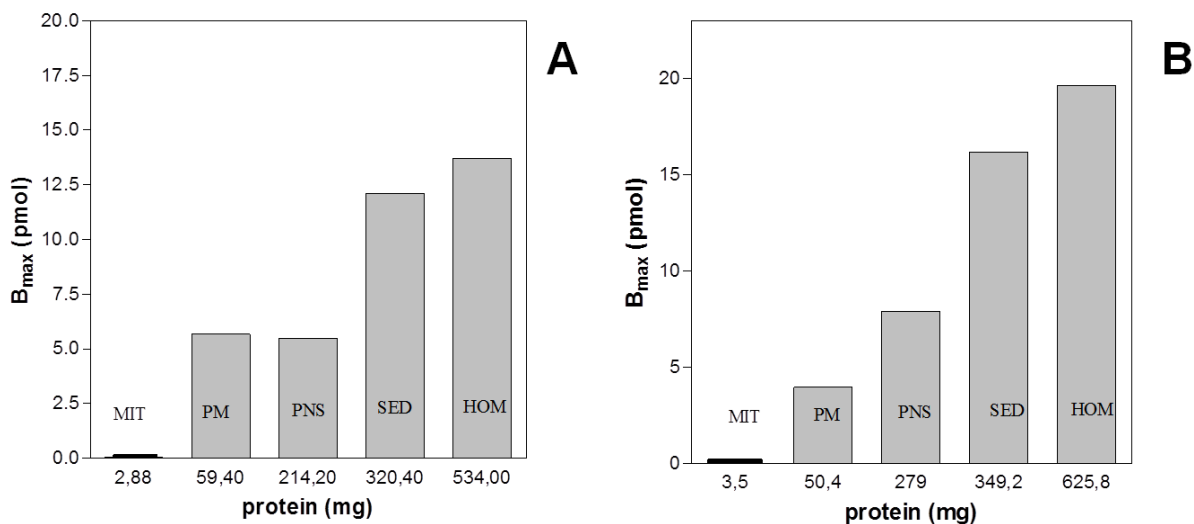 A
20.0
17.5
15.0
12.5
10.0
7.5
5.0
2.5
0.0
B_max (pmol)
MIT PM PNS SED HOM
2,88 59,40 214,20 320,40 534,00
protein (mg)
B
20
15
10
5
0
B_max (pmol)
MIT PM PNS SED HOM
3,5 50,4 279 349,2 625,8
protein (mg)